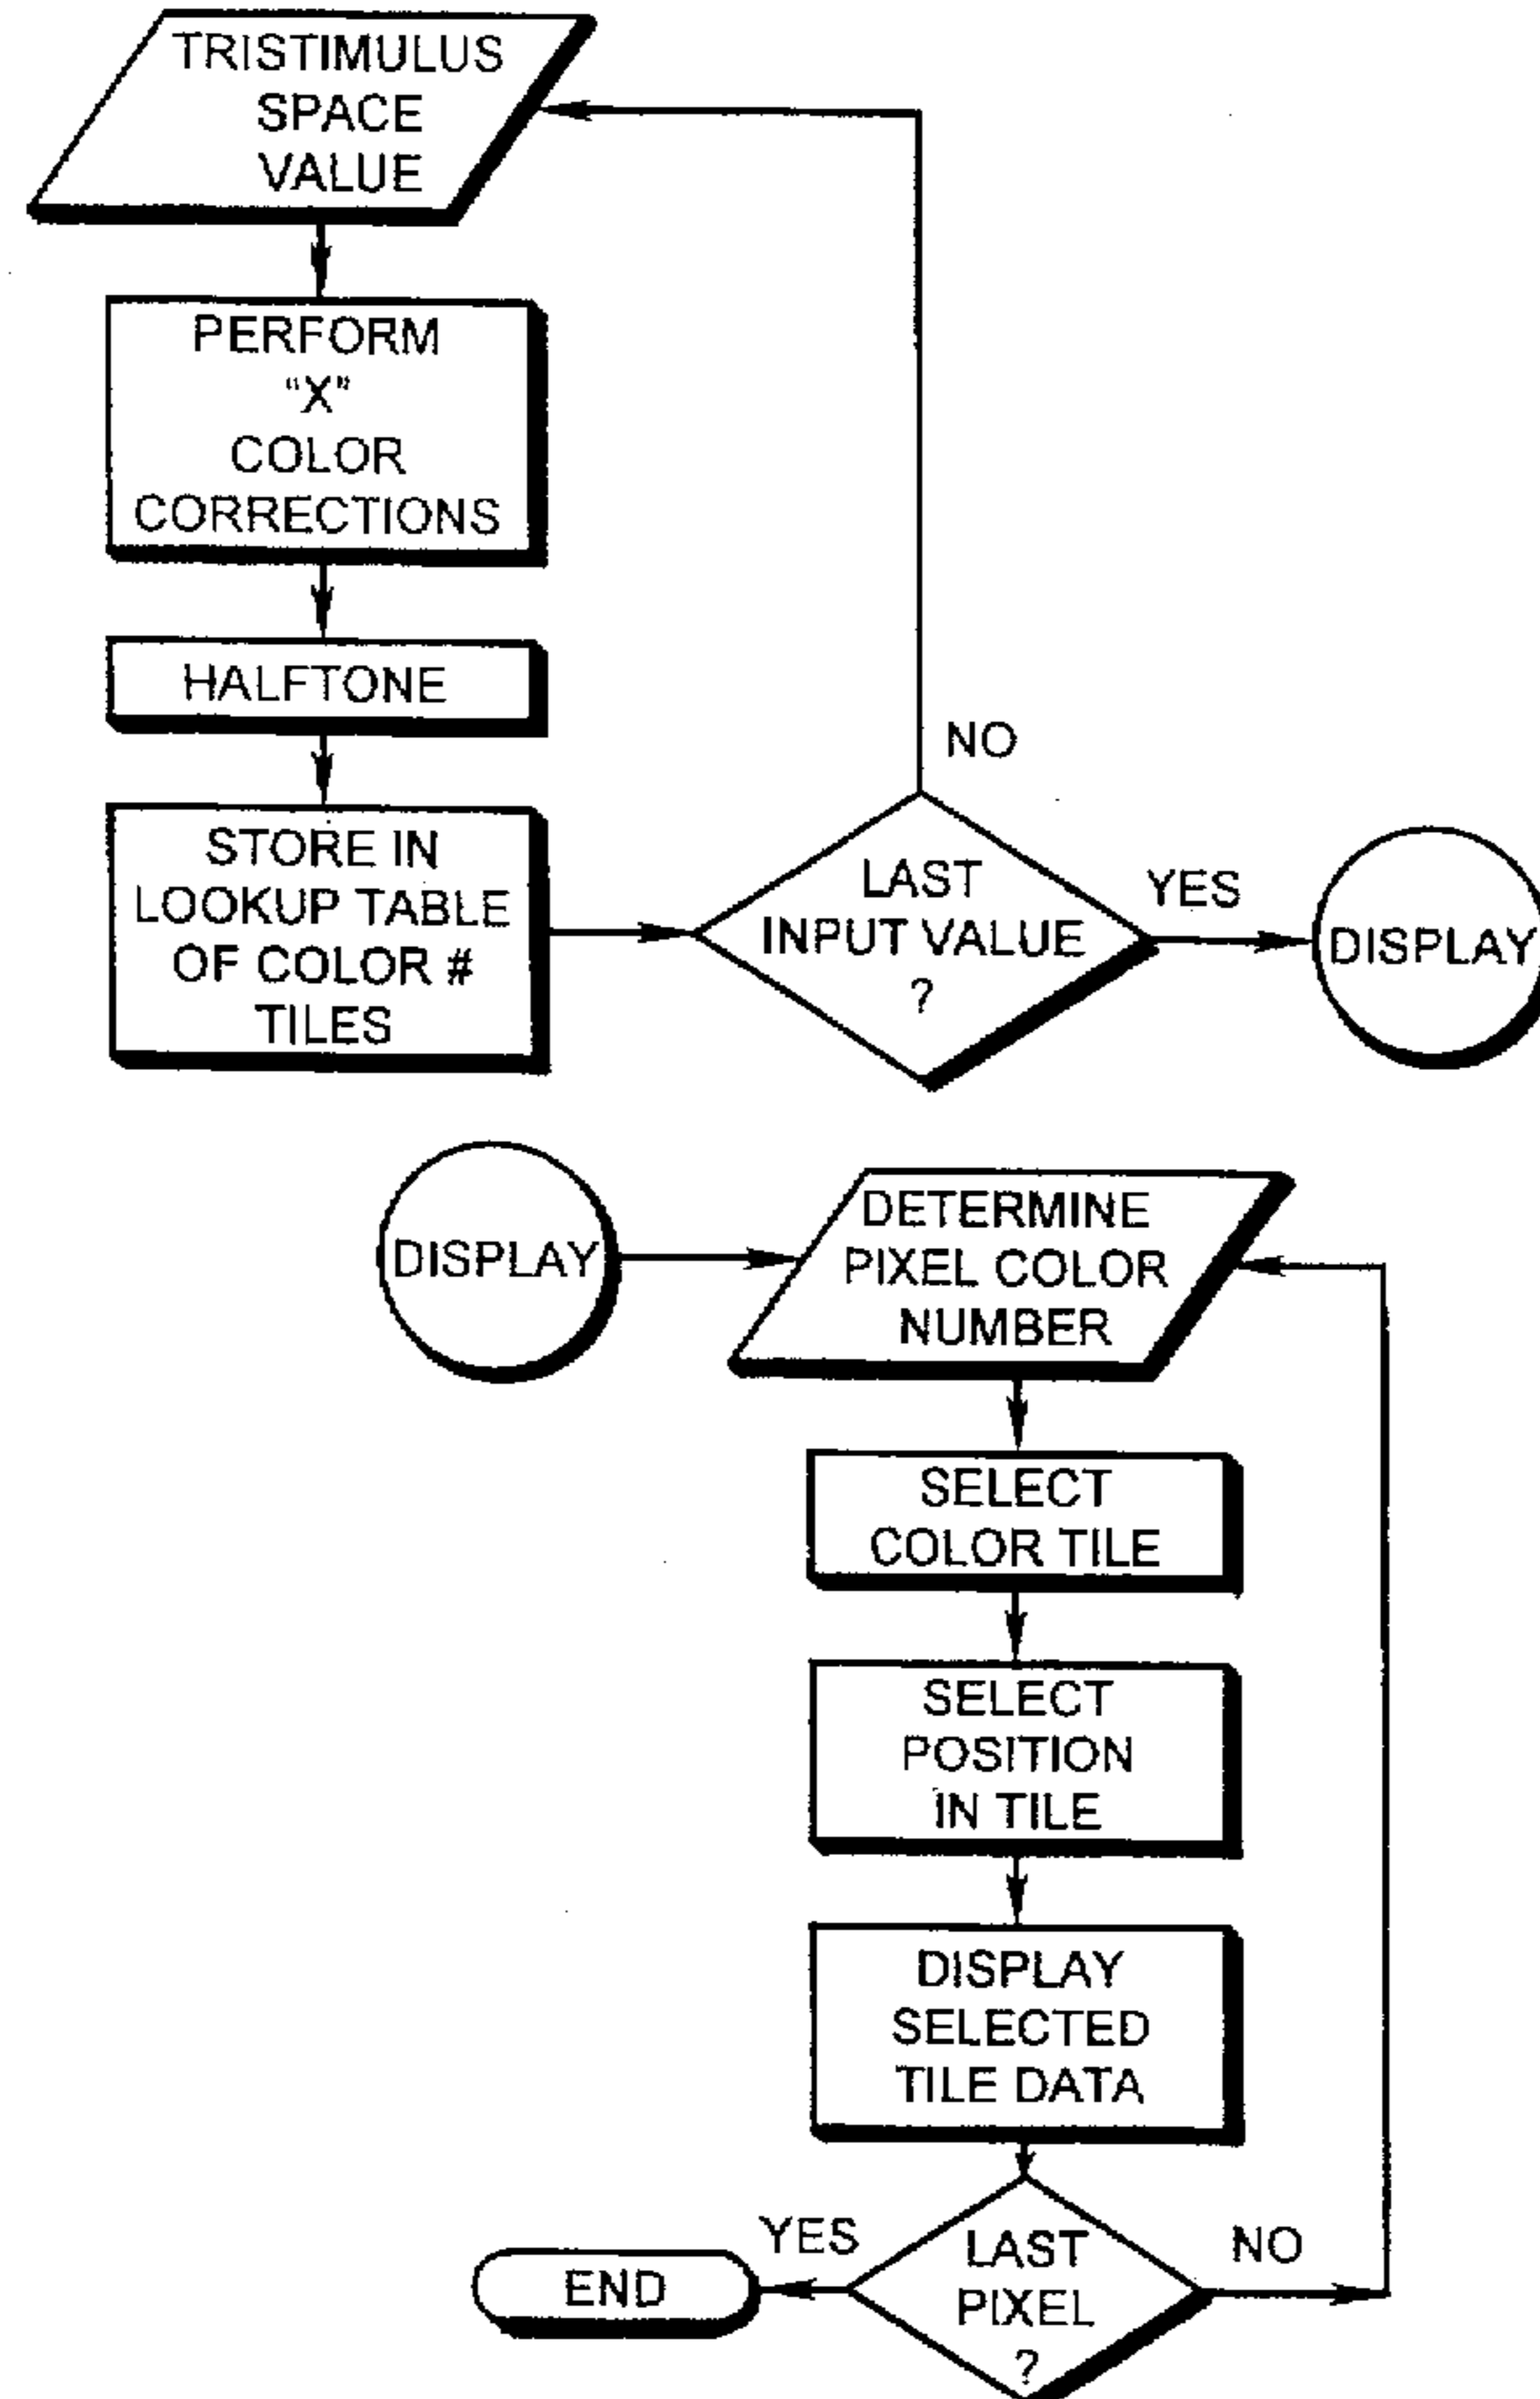 TRISTIMULUS
SPACE
VALUE
PERFORM
"X"
COLOR
CORRECTIONS
HALFTONE
STORE IN
LOOKUP TABLE
OF COLOR #
TILES
LAST
INPUT VALUE
?
NO
YES
DISPLAY
DISPLAY
DETERMINE
PIXEL COLOR
NUMBER
SELECT
COLOR TILE
SELECT
POSITION
IN TILE
DISPLAY
SELECTED
TILE DATA
LAST
PIXEL
?
YES
NO
END